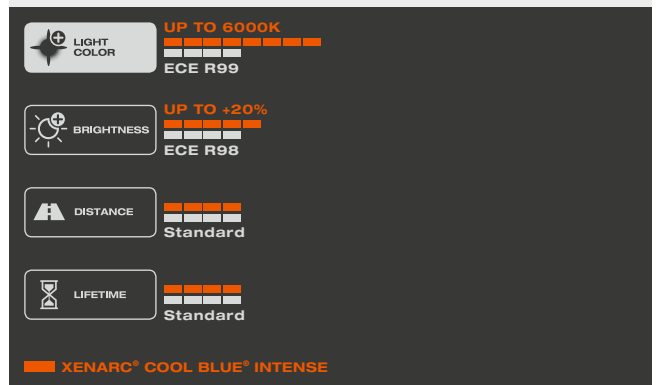 UP TO 6000K
LIGHT
COLOR
ECE R99
UP TO +20%
BRIGHTNESS
ECE R98
DISTANCE
Standard
LIFETIME
Standard
XENARC® COOL BLUE® INTENSE